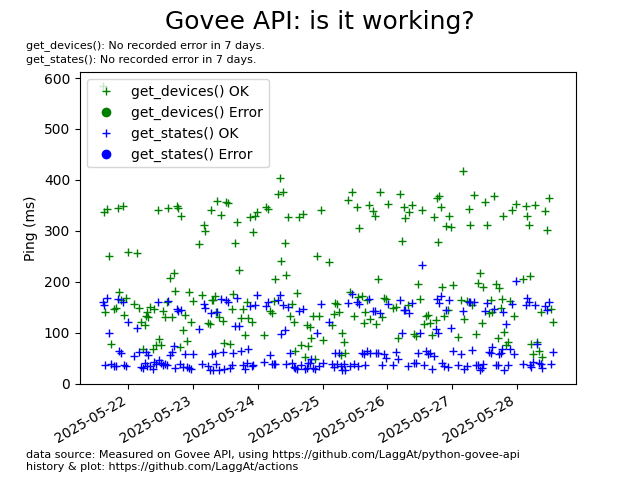 Govee API: is it working?
get_devices(): No recorded error in 7 days.
get_states(): No recorded error in 7 days.
600
500
400
300
200
100
0
Ping (ms)
get_devices() OK
get_devices() Error
get_states() OK
get_states() Error
2025-05-22
2025-05-23
2025-05-24
2025-05-25
2025-05-26
2025-05-27
2025-05-28
data source: Measured on Govee API, using https://github.com/LaggAt/python-govee-api
history & plot: https://github.com/LaggAt/actions